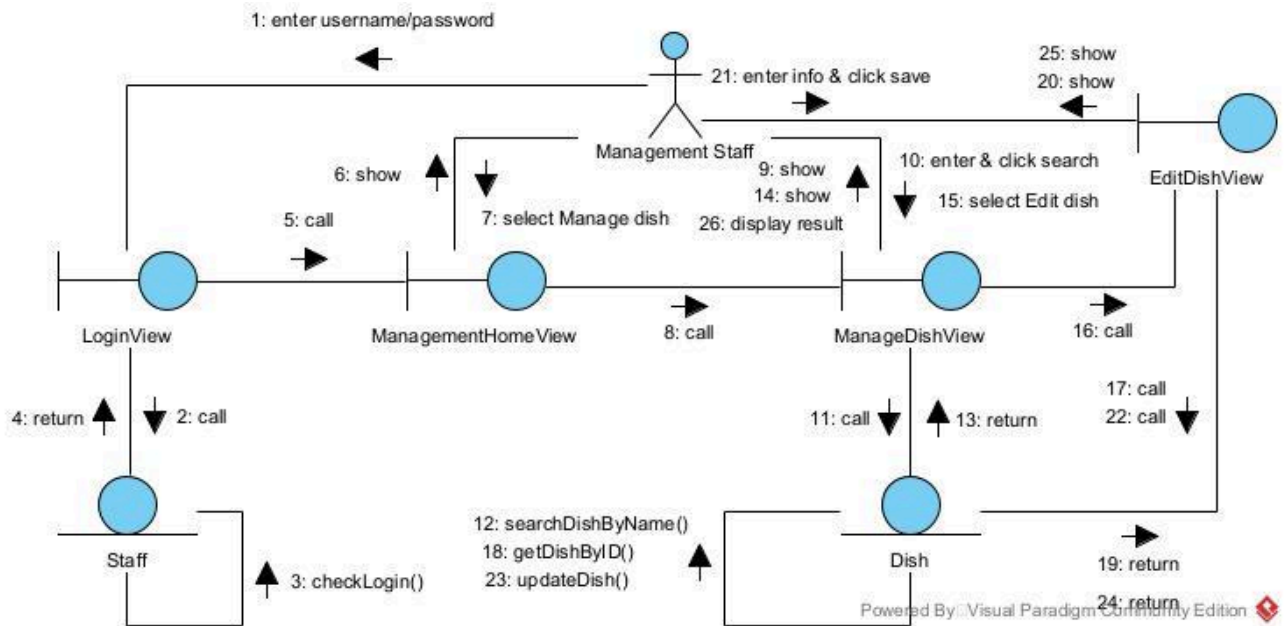 1: enter username/password
21: enter info & click save
25: show
20: show
Management Staff
EditDishView
6: show
7: select Manage dish
9: show
14: show
26: display result
10: enter & click search
15: select Edit dish
5: call
LoginView
ManagementHomeView
8: call
ManageDishView
16: call
4: return
2: call
11: call
13: return
17: call
22: call
Staff
3: checkLogin()
12: searchDishByName()
18: getDishByID()
23: updateDish()
Dish
19: return
24: return
Powered By Visual Paradigm Community Edition